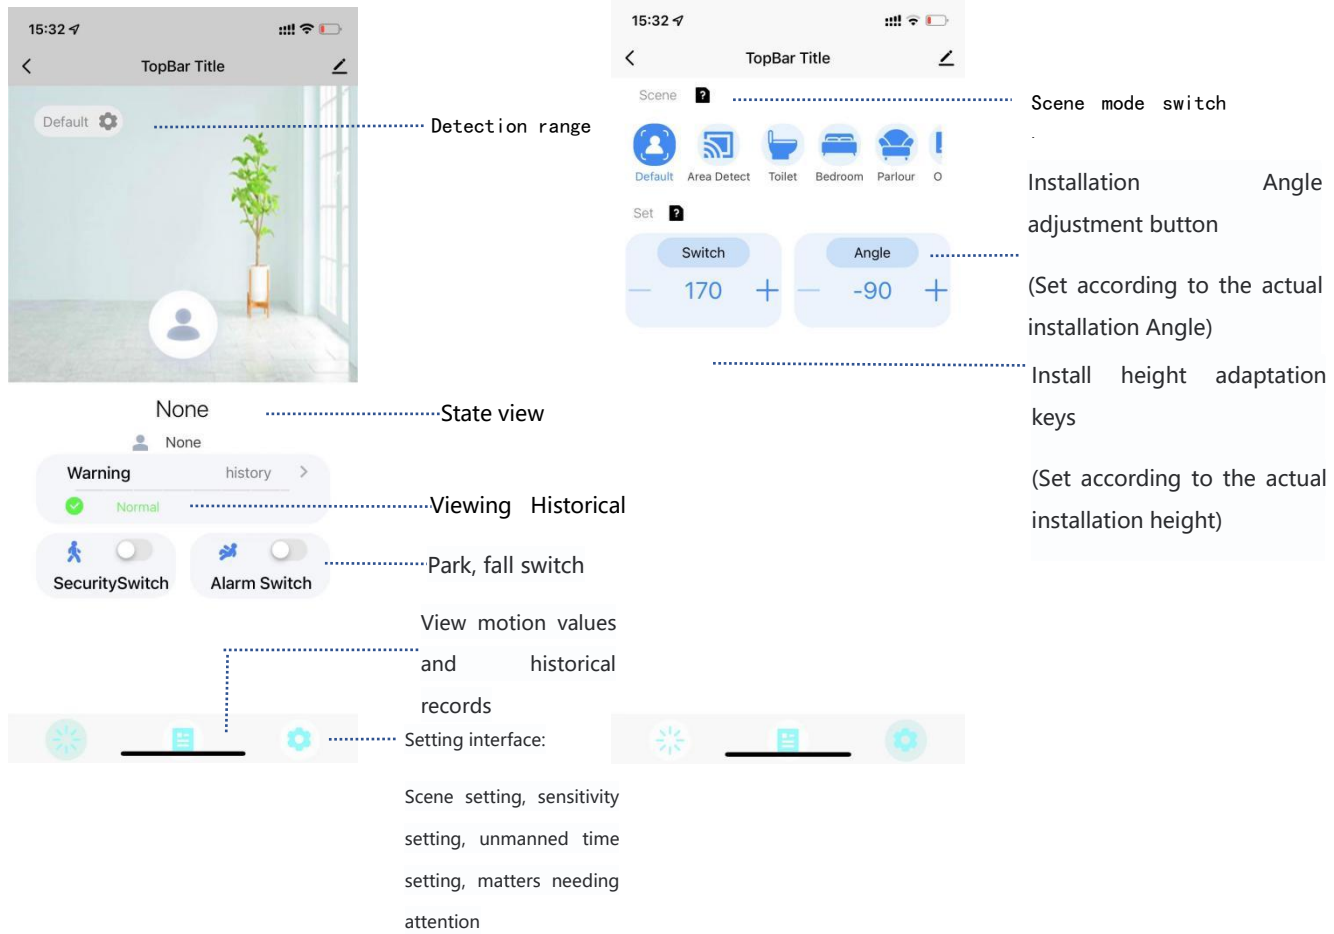 15:32
TopBar Title
Default
Detection range
None
State view
None
Warning
history
Normal
Viewing Historical
SecuritySwitch
Alarm Switch
Park, fall switch
View motion values
and historical
records
Setting interface:
Scene setting, sensitivity
setting, unmanned time
setting, matters needing
attention
15:32
TopBar Title
Scene ?
Scene mode switch
.
Default
Area Detect
Toilet
Bedroom
Parlour
O
Set ?
Switch
170
Angle
-90
Installation Angle
adjustment button
(Set according to the actual
installation Angle)
Install height adaptation
keys
(Set according to the actual
installation height)